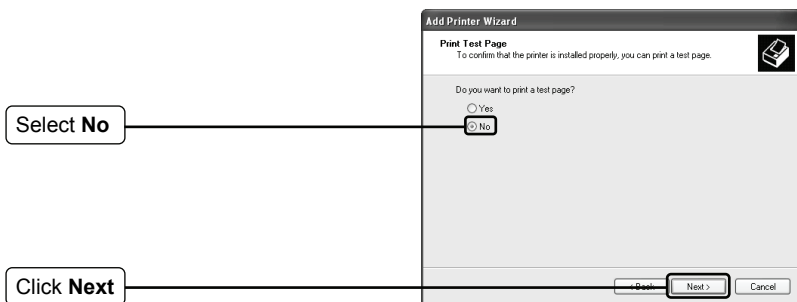 Add Printer Wizard
Print Test Page
To confirm that the printer is installed properly, you can print a test page.
Do you want to print a test page?
Yes
No
Select No
Click Next
< Back
Next >
Cancel